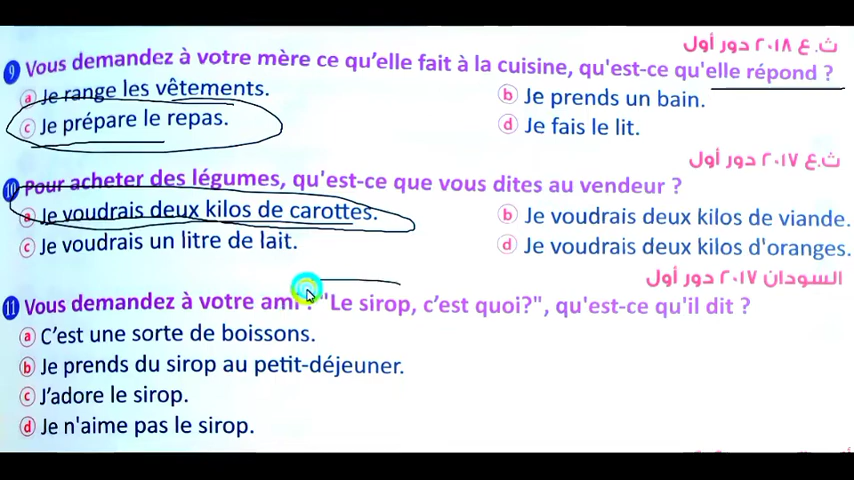 ث.ع ٢٠١٨ دور أول
9 Vous demandez à votre mère ce qu'elle fait à la cuisine, qu'est-ce qu'elle répond ?
a Je range les vêtements.
b Je prends un bain.
c Je prépare le repas.
d Je fais le lit.
ث.ع ٢٠١٧ دور أول
10 Pour acheter des légumes, qu'est-ce que vous dites au vendeur ?
a Je voudrais deux kilos de carottes.
b Je voudrais deux kilos de viande.
c Je voudrais un litre de lait.
d Je voudrais deux kilos d'oranges.
السودان ٢٠١٧ دور أول
11 Vous demandez à votre ami : "Le sirop, c'est quoi?", qu'est-ce qu'il dit ?
a C'est une sorte de boissons.
b Je prends du sirop au petit-déjeuner.
c J'adore le sirop.
d Je n'aime pas le sirop.